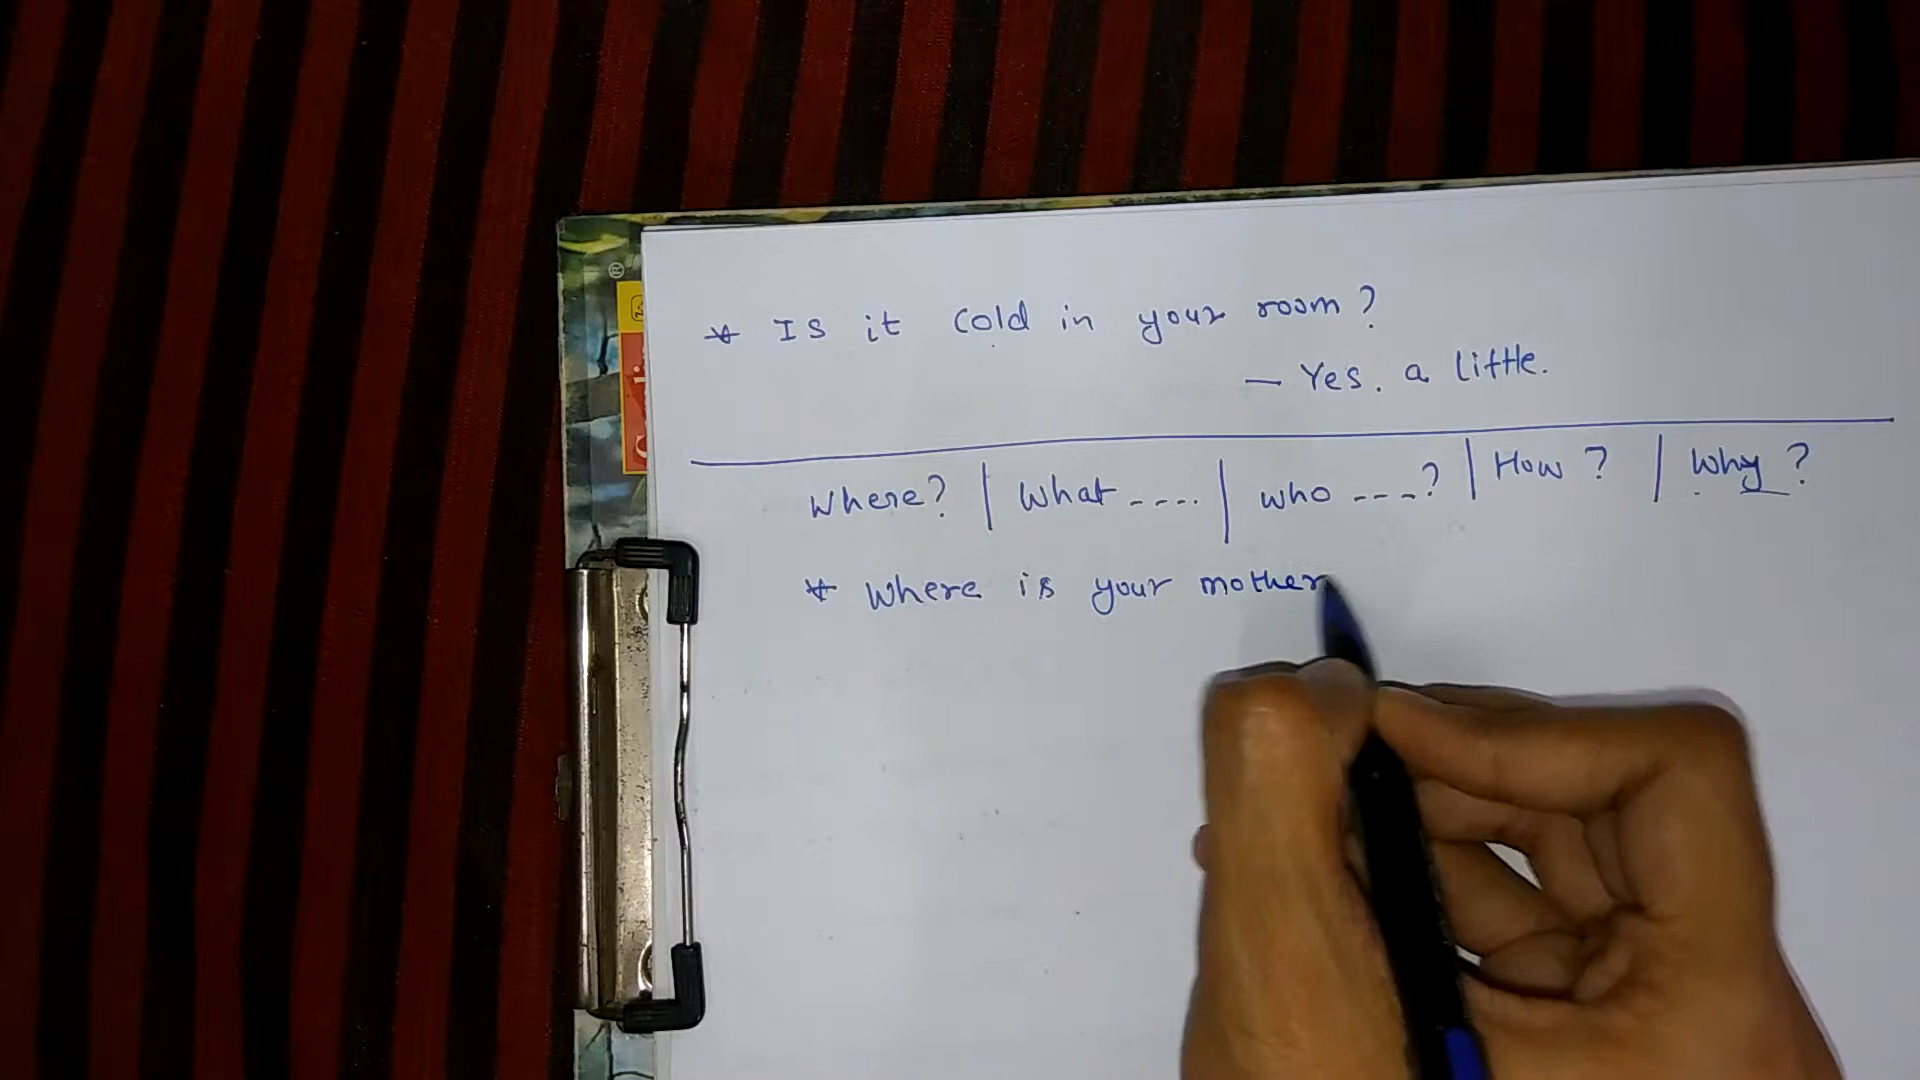 * Is it cold in your room?
— Yes. a little.
Where? | What ---- | who ---? | How ? | Why ?
* Where is your mother